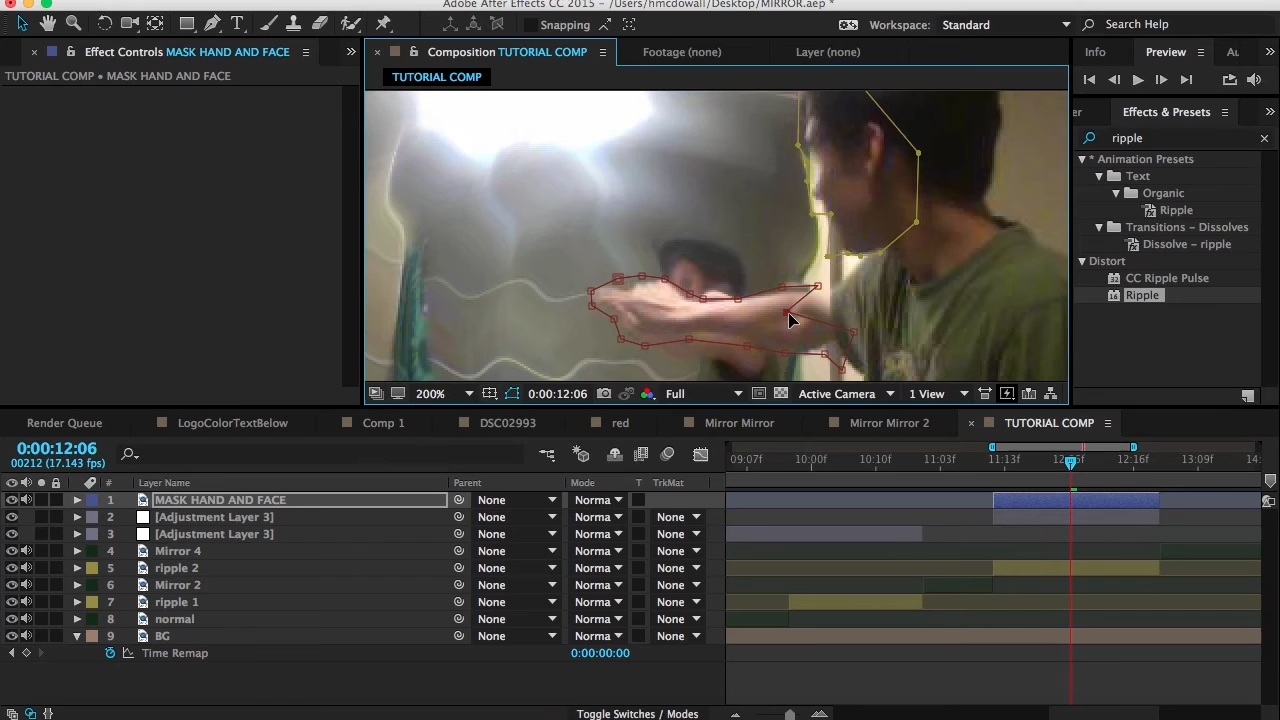 Adobe After Effects CC 2015 - /Users/hmcdowall/Desktop/MIRROR.aep *
Snapping
Workspace: Standard
Search Help
Effect Controls MASK HAND AND FACE
Composition TUTORIAL COMP
Footage (none)
Layer (none)
Info
Preview
TUTORIAL COMP • MASK HAND AND FACE
TUTORIAL COMP
Effects & Presets
ripple
* Animation Presets
Text
Organic
Ripple
Transitions – Dissolves
Dissolve – ripple
Distort
CC Ripple Pulse
16 Ripple
200%
0:00:12:06
Full
Active Camera
1 View
Render Queue
LogoColorTextBelow
Comp 1
DSC02993
red
Mirror Mirror
Mirror Mirror 2
TUTORIAL COMP
0:00:12:06
00212 (17.143 fps)
09:07f 10:00f 10:10f 11:03f 11:13f 12:16f 13:09f 14:
# Layer Name Parent Mode T TrkMat
1 MASK HAND AND FACE None Norma
2 [Adjustment Layer 3] None Norma None
3 [Adjustment Layer 3] None Norma None
4 Mirror 4 None Norma None
5 ripple 2 None Norma None
6 Mirror 2 None Norma None
7 ripple 1 None Norma None
8 normal None Norma None
9 BG None Norma None
Time Remap 0:00:00:00
Toggle Switches / Modes